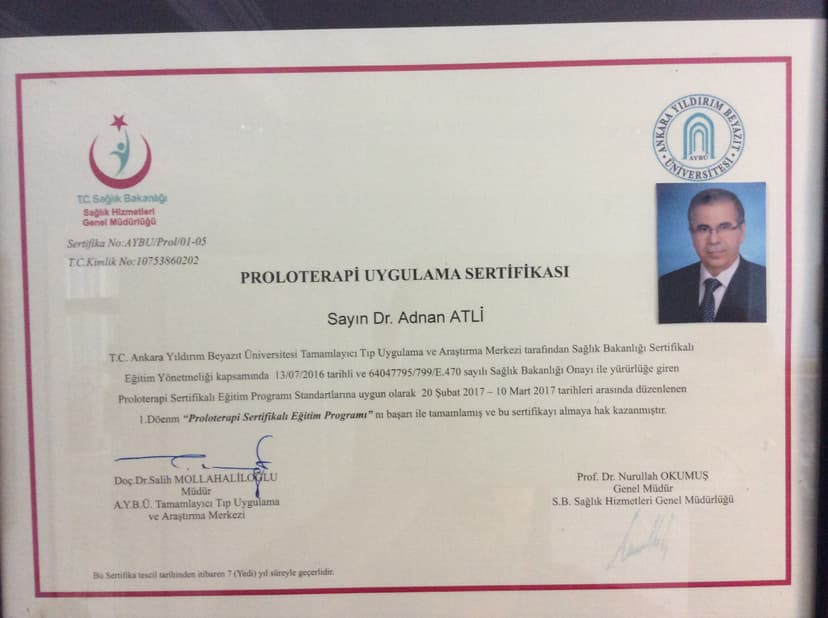 T.C. Sağlık Bakanlığı
Sağlık Hizmetleri
Genel Müdürlüğü
ANKARA YILDIRIM BEYAZIT
ÜNİVERSİTESİ
AYBÜ
Sertifika No:AYBU/Prol/01-05
T.C.Kimlik No:10753860202
PROLOTERAPİ UYGULAMA SERTİFİKASI
Sayın Dr. Adnan ATLİ
T.C. Ankara Yıldırım Beyazıt Üniversitesi Tamamlayıcı Tıp Uygulama ve Araştırma Merkezi tarafından Sağlık Bakanlığı Sertifikalı
Eğitim Yönetmeliği kapsamında 13/07/2016 tarihli ve 64047795/799/E.470 sayılı Sağlık Bakanlığı Onayı ile yürürlüğe giren
Proloterapi Sertifikalı Eğitim Programı Standartlarına uygun olarak 20 Şubat 2017 – 10 Mart 2017 tarihleri arasında düzenlenen
1.Döenm “Proloterapi Sertifikalı Eğitim Programı” nı başarı ile tamamlamış ve bu sertifikayı almaya hak kazanmıştır.
Doç.Dr.Salih MOLLAHALİLOĞLU
Müdür
A.Y.B.Ü. Tamamlayıcı Tıp Uygulama
ve Araştırma Merkezi
Prof. Dr. Nurullah OKUMUŞ
Genel Müdür
S.B. Sağlık Hizmetleri Genel Müdürlüğü
Bu Sertifika tescil tarihinden itibaren 7 (Yedi) yıl süreyle geçerlidir.